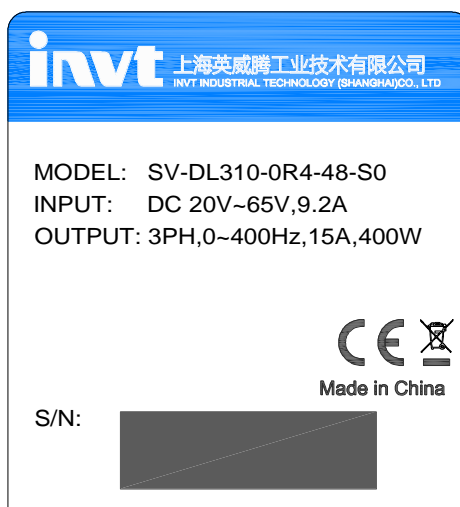 invt 上海英威腾工业技术有限公司
INVT INDUSTRIAL TECHNOLOGY (SHANGHAI)CO., LTD
MODEL: SV-DL310-0R4-48-S0
INPUT: DC 20V~65V,9.2A
OUTPUT: 3PH,0~400Hz,15A,400W
CE
Made in China
S/N: